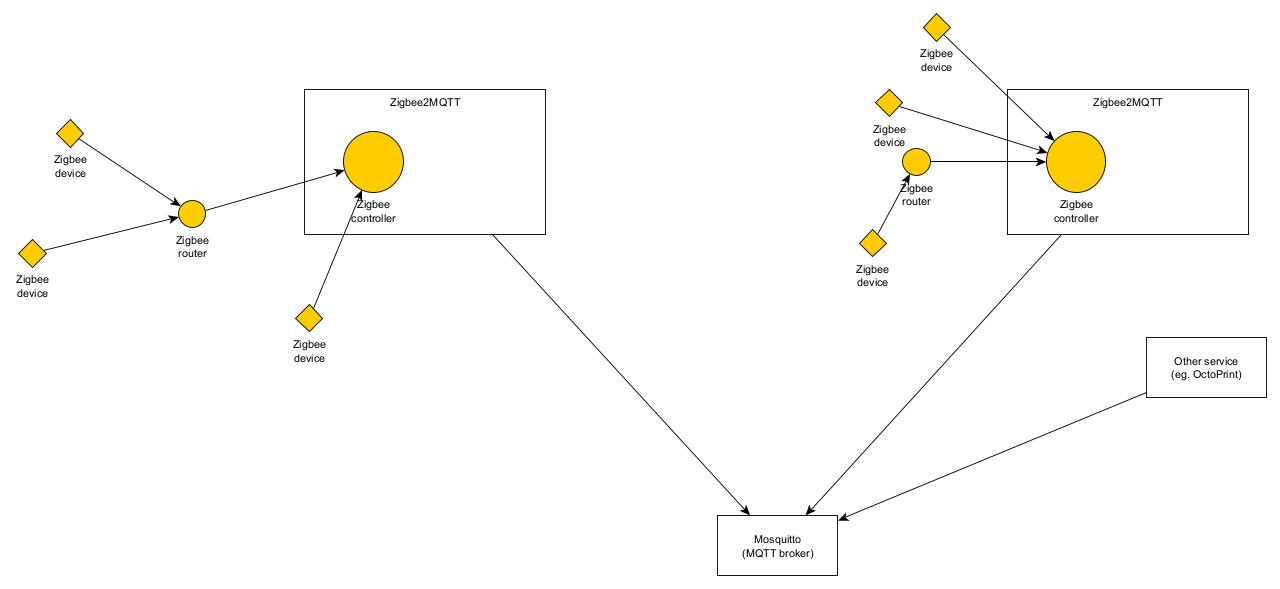 Zigbee
device
Zigbee2MQTT
Zigbee2MQTT
Zigbee
device
Zigbee
device
Zigbee
router
Zigbee
controller
Zigbee
controller
Zigbee
router
Zigbee
device
Zigbee
device
Zigbee
device
Other service
(eg. OctoPrint)
Mosquitto
(MQTT broker)